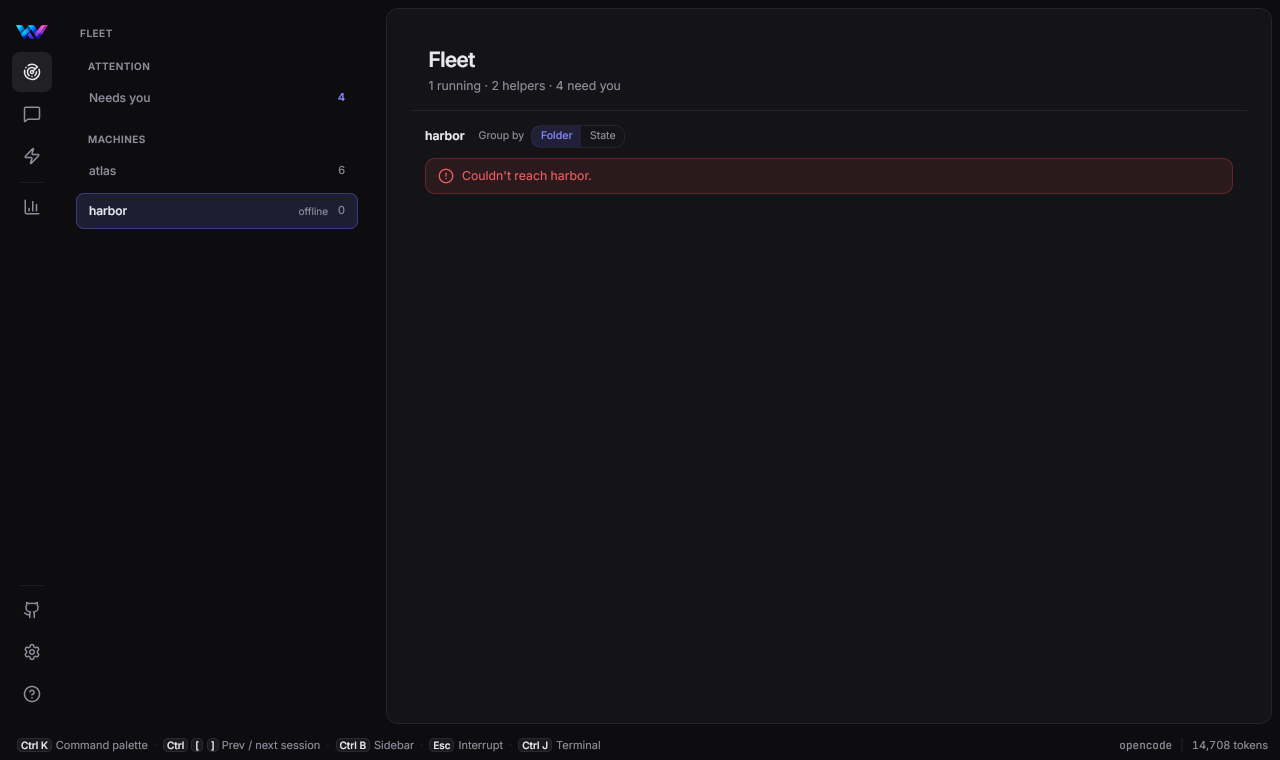 FLEET
ATTENTION
Needs you 4
MACHINES
atlas 6
harbor offline 0
Fleet
1 running · 2 helpers · 4 need you
harbor Group by Folder State
Couldn't reach harbor.
Ctrl K Command palette · Ctrl [ ] Prev / next session · Ctrl B Sidebar · Esc Interrupt · Ctrl J Terminal
opencode 14,708 tokens